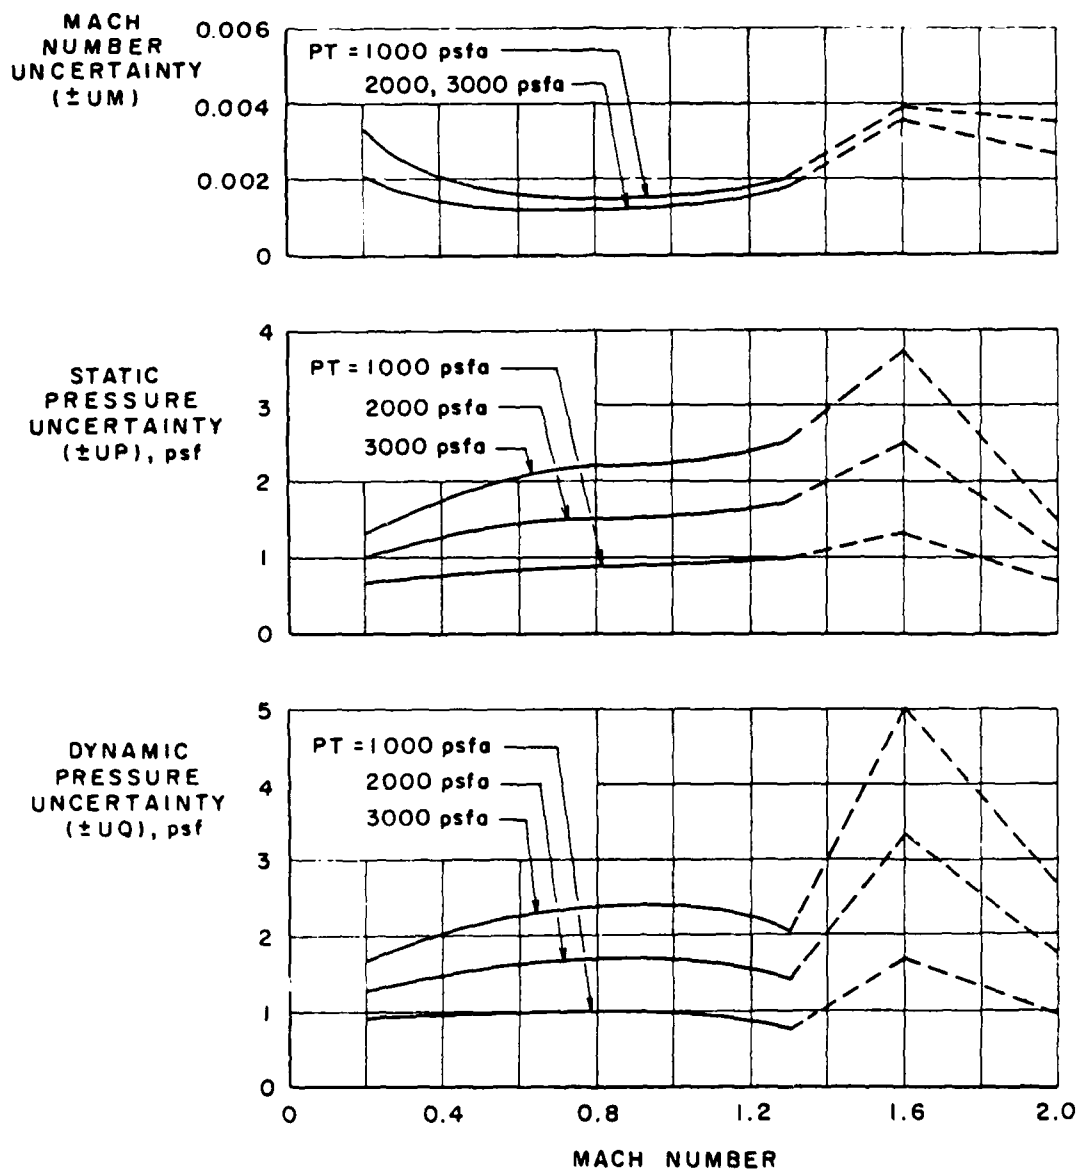 MACH
NUMBER
UNCERTAINTY
(±UM)
0.006
0.004
0.002
0
PT = 1000 psfa
2000, 3000 psfa
STATIC
PRESSURE
UNCERTAINTY
(±UP), psf
4
3
2
1
0
PT = 1000 psfa
2000 psfa
3000 psfa
DYNAMIC
PRESSURE
UNCERTAINTY
(±UQ), psf
5
4
3
2
1
0
PT = 1000 psfa
2000 psfa
3000 psfa
0 0.4 0.8 1.2 1.6 2.0
MACH NUMBER